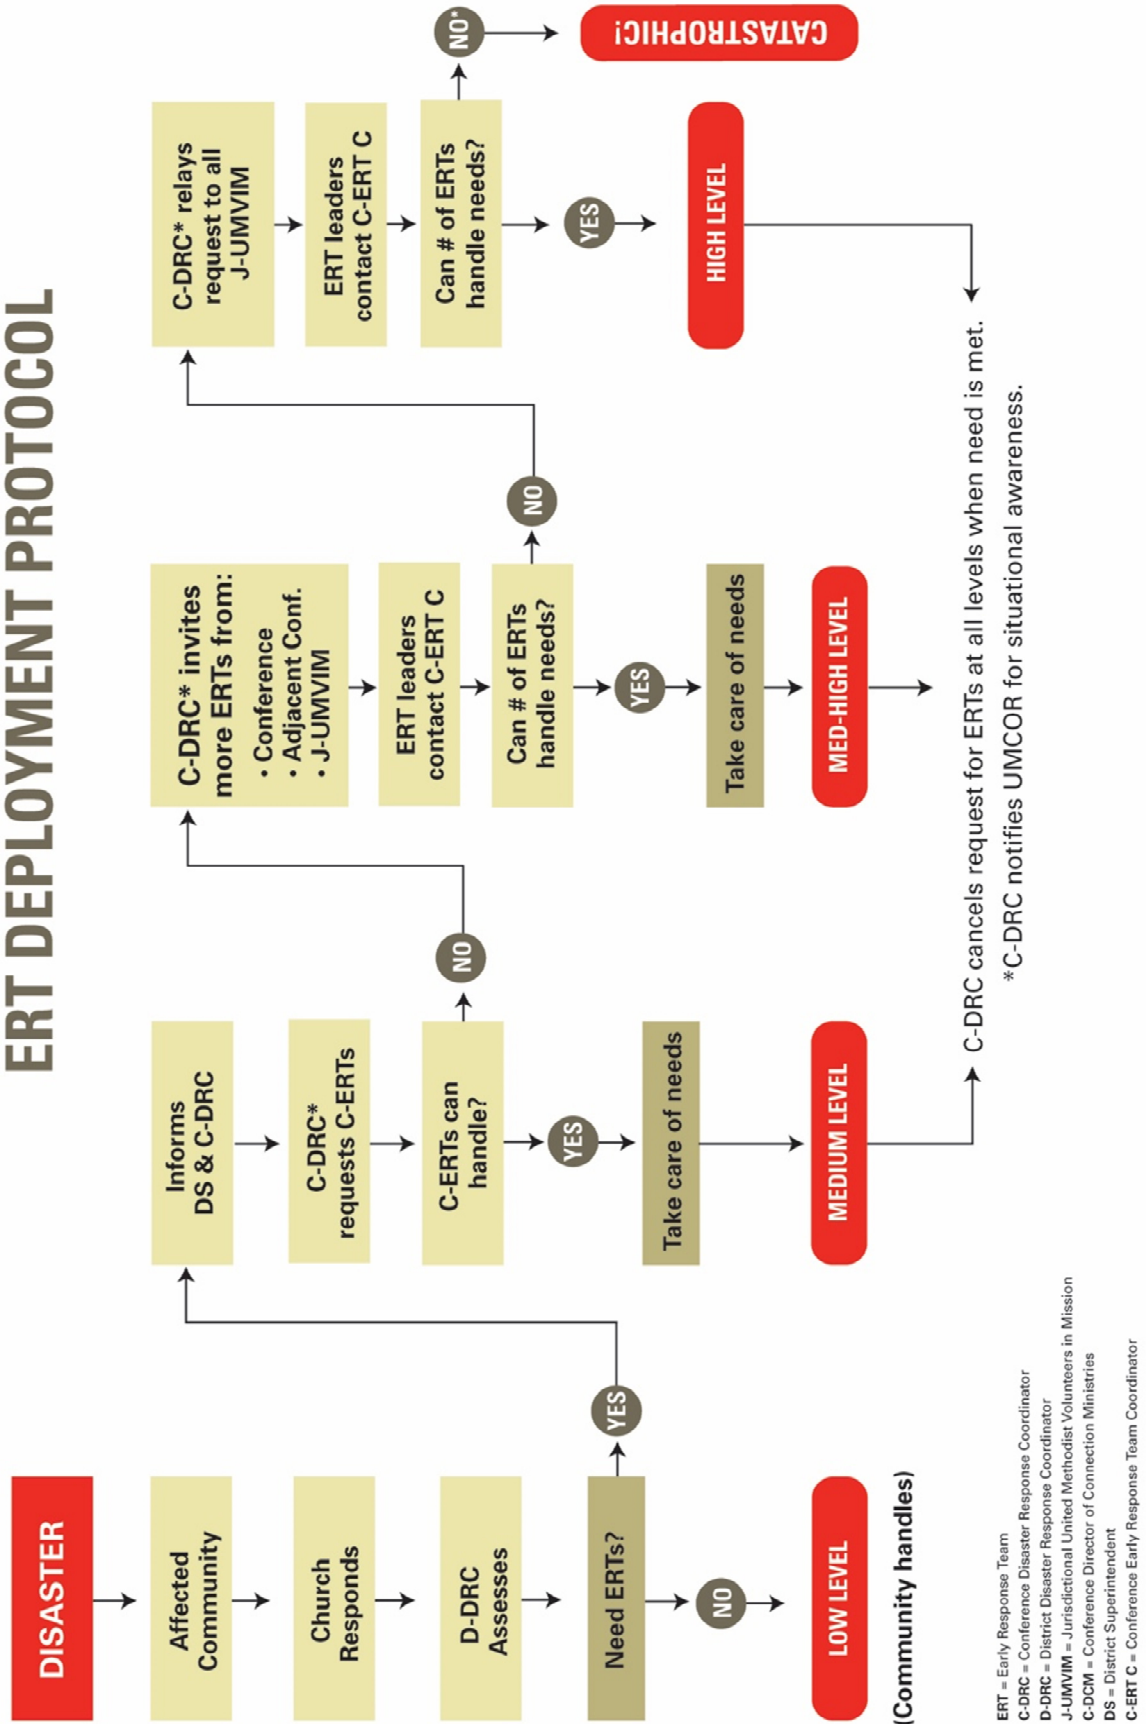 ERT DEPLOYMENT PROTOCOL
DISASTER
Affected
Community
Church
Responds
D-DRC
Assesses
Need ERTs?
YES
NO
LOW LEVEL
(Community handles)
Informs
DS & C-DRC
C-DRC*
requests C-ERTs
C-ERTs can
handle?
NO
YES
Take care of needs
MEDIUM LEVEL
C-DRC* invites
more ERTs from:
• Conference
• Adjacent Conf.
• J-UMVIM
ERT leaders
contact C-ERT C
Can # of ERTs
handle needs?
NO
YES
Take care of needs
MED-HIGH LEVEL
C-DRC* relays
request to all
J-UMVIM
ERT leaders
contact C-ERT C
Can # of ERTs
handle needs?
NO*
CATASTROPHIC!
YES
HIGH LEVEL
C-DRC cancels request for ERTs at all levels when need is met.
*C-DRC notifies UMCOR for situational awareness.
ERT = Early Response Team
C-DRC = Conference Disaster Response Coordinator
D-DRC = District Disaster Response Coordinator
J-UMVIM = Jurisdictional United Methodist Volunteers in Mission
C-DCM = Conference Director of Connection Ministries
DS = District Superintendent
C-ERT C = Conference Early Response Team Coordinator